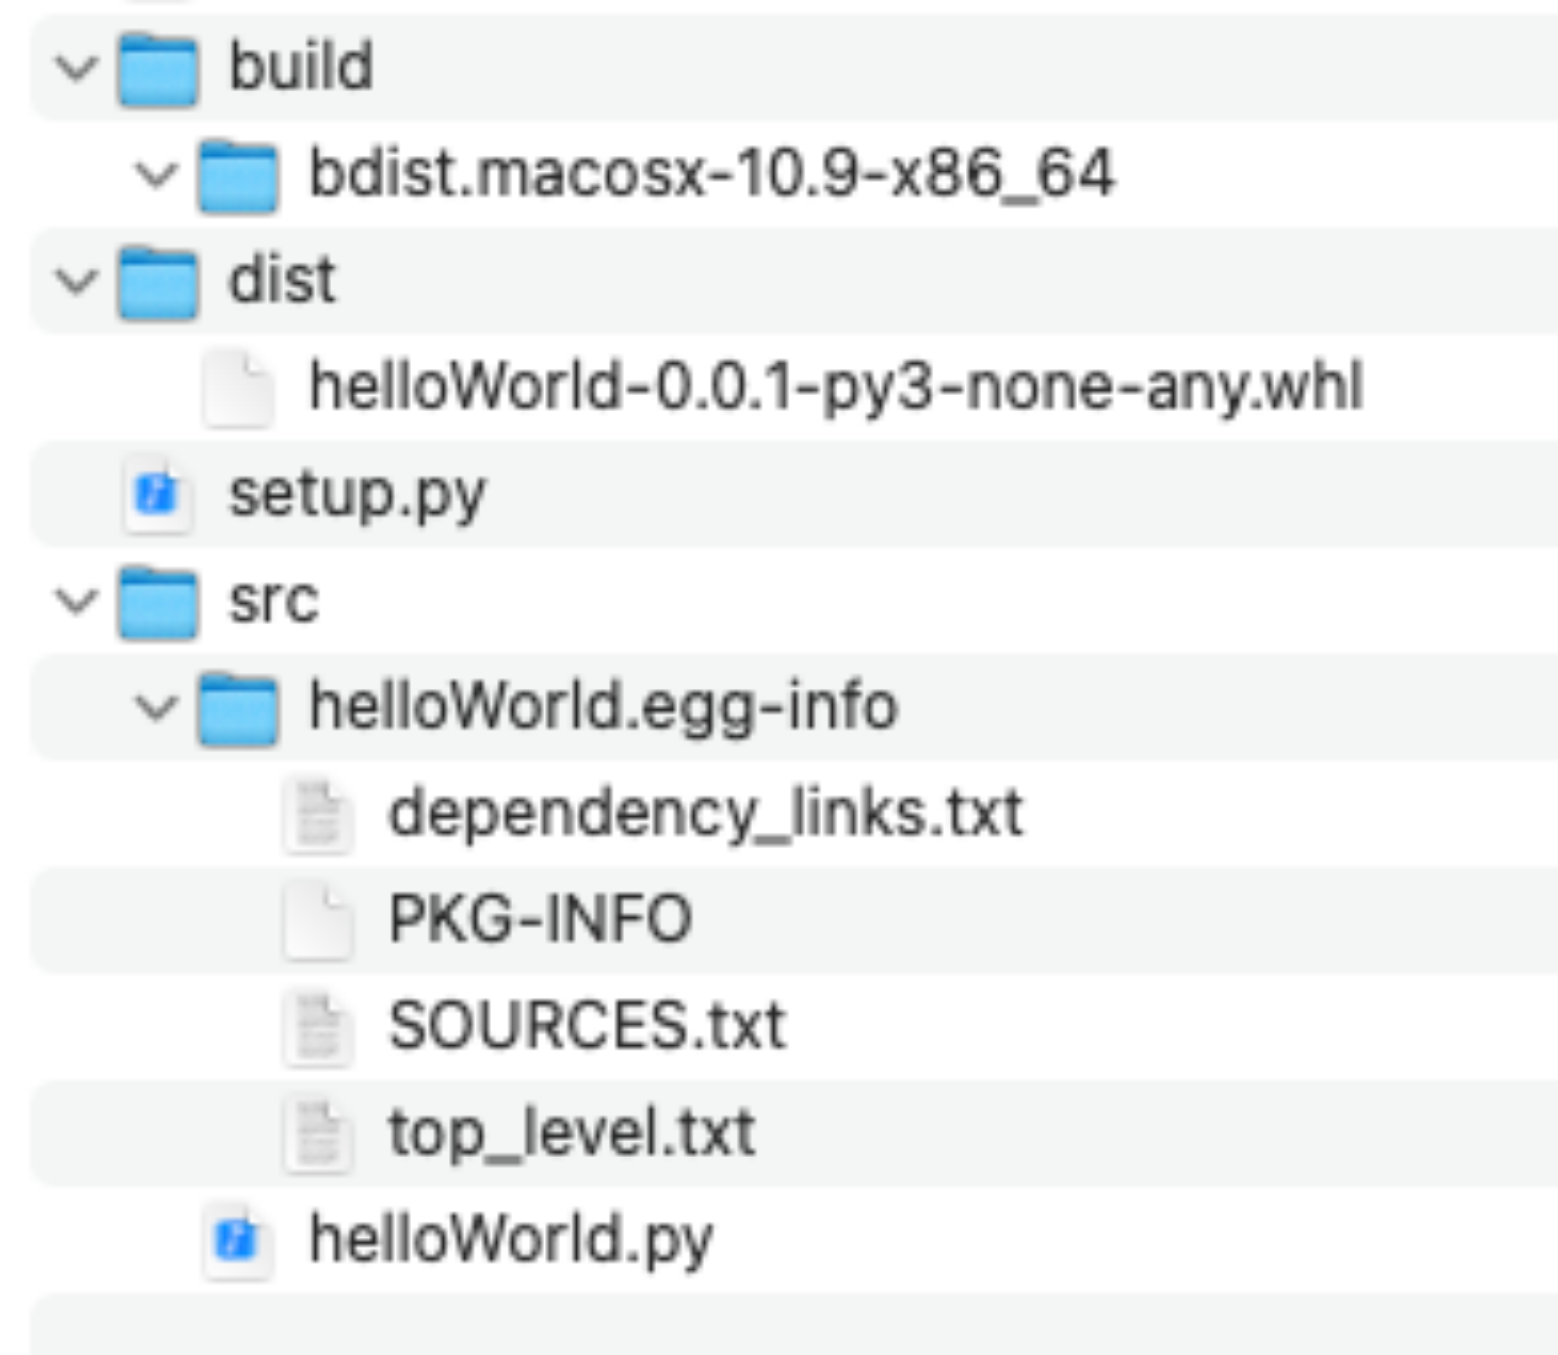 build
bdist.macosx-10.9-x86_64
dist
helloWorld-0.0.1-py3-none-any.whl
setup.py
src
helloWorld.egg-info
dependency_links.txt
PKG-INFO
SOURCES.txt
top_level.txt
helloWorld.py